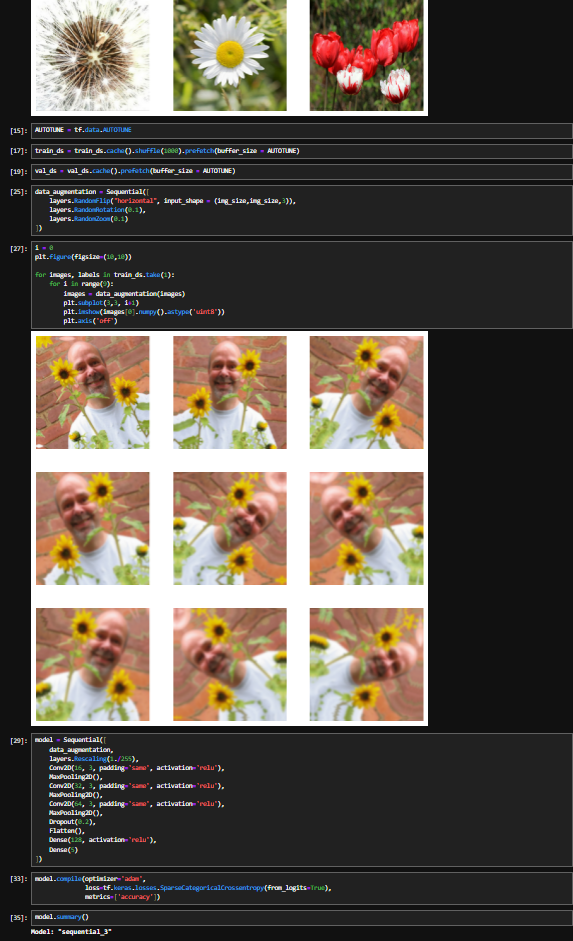 [15]: AUTOTUNE = tf.data.AUTOTUNE
[17]: train_ds = train_ds.cache().shuffle(1000).prefetch(buffer_size = AUTOTUNE)
[19]: val_ds = val_ds.cache().prefetch(buffer_size = AUTOTUNE)
[25]: data_augmentation = Sequential([
layers.RandomFlip("horizontal", input_shape = (img_size,img_size,3)),
layers.RandomRotation(0.1),
layers.RandomZoom(0.1)
])
[27]: i = 0
plt.figure(figsize=(10,10))
for images, labels in train_ds.take(1):
for i in range(9):
images = data_augmentation(images)
plt.subplot(3,3, i+1)
plt.imshow(images[0].numpy().astype('uint8'))
plt.axis('off')
[29]: model = Sequential([
data_augmentation,
layers.Rescaling(1./255),
Conv2D(16, 3, padding='same', activation='relu'),
MaxPooling2D(),
Conv2D(32, 3, padding='same', activation='relu'),
MaxPooling2D(),
Conv2D(64, 3, padding='same', activation='relu'),
MaxPooling2D(),
Dropout(0.2),
Flatten(),
Dense(128, activation='relu'),
Dense(5)
])
[33]: model.compile(optimizer='adam',
loss=tf.keras.losses.SparseCategoricalCrossentropy(from_logits=True),
metrics=['accuracy'])
[35]: model.summary()
Model: "sequential_3"